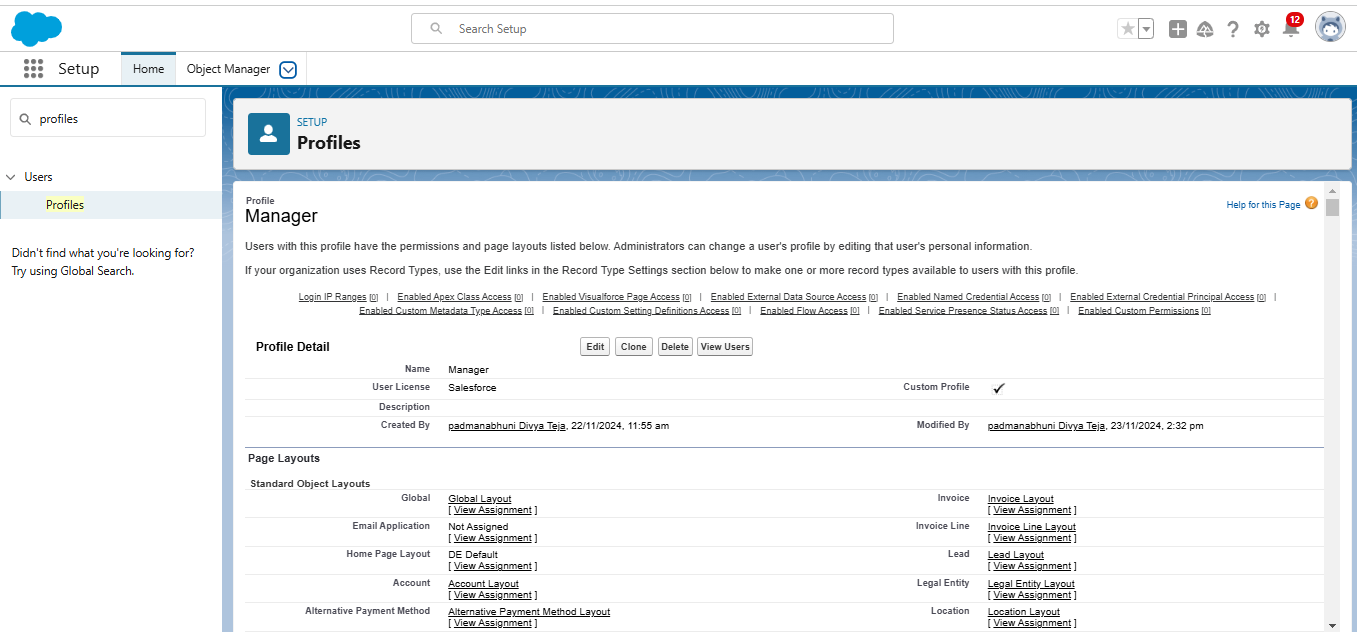 Search Setup
12
Setup Home Object Manager
profiles
Users
Profiles
Didn't find what you're looking for?
Try using Global Search.
SETUP
Profiles
Profile
Manager
Help for this Page ?
Users with this profile have the permissions and page layouts listed below. Administrators can change a user's profile by editing that user's personal information.
If your organization uses Record Types, use the Edit links in the Record Type Settings section below to make one or more record types available to users with this profile.
Login IP Ranges [0] | Enabled Apex Class Access [0] | Enabled Visualforce Page Access [0] | Enabled External Data Source Access [0] | Enabled Named Credential Access [0] | Enabled External Credential Principal Access [0] |
Enabled Custom Metadata Type Access [0] | Enabled Custom Setting Definitions Access [0] | Enabled Flow Access [0] | Enabled Service Presence Status Access [0] | Enabled Custom Permissions [0]
Profile Detail Edit Clone Delete View Users
Name Manager
User License Salesforce Custom Profile ✓
Description
Created By padmanabhuni Divya Teja, 22/11/2024, 11:55 am Modified By padmanabhuni Divya Teja, 23/11/2024, 2:32 pm
Page Layouts
Standard Object Layouts
Global Global Layout Invoice Invoice Layout
[ View Assignment ] [ View Assignment ]
Email Application Not Assigned Invoice Line Invoice Line Layout
[ View Assignment ] [ View Assignment ]
Home Page Layout DE Default Lead Lead Layout
[ View Assignment ] [ View Assignment ]
Account Account Layout Legal Entity Legal Entity Layout
[ View Assignment ] [ View Assignment ]
Alternative Payment Method Alternative Payment Method Layout Location Location Layout
[ View Assignment ] [ View Assignment ]